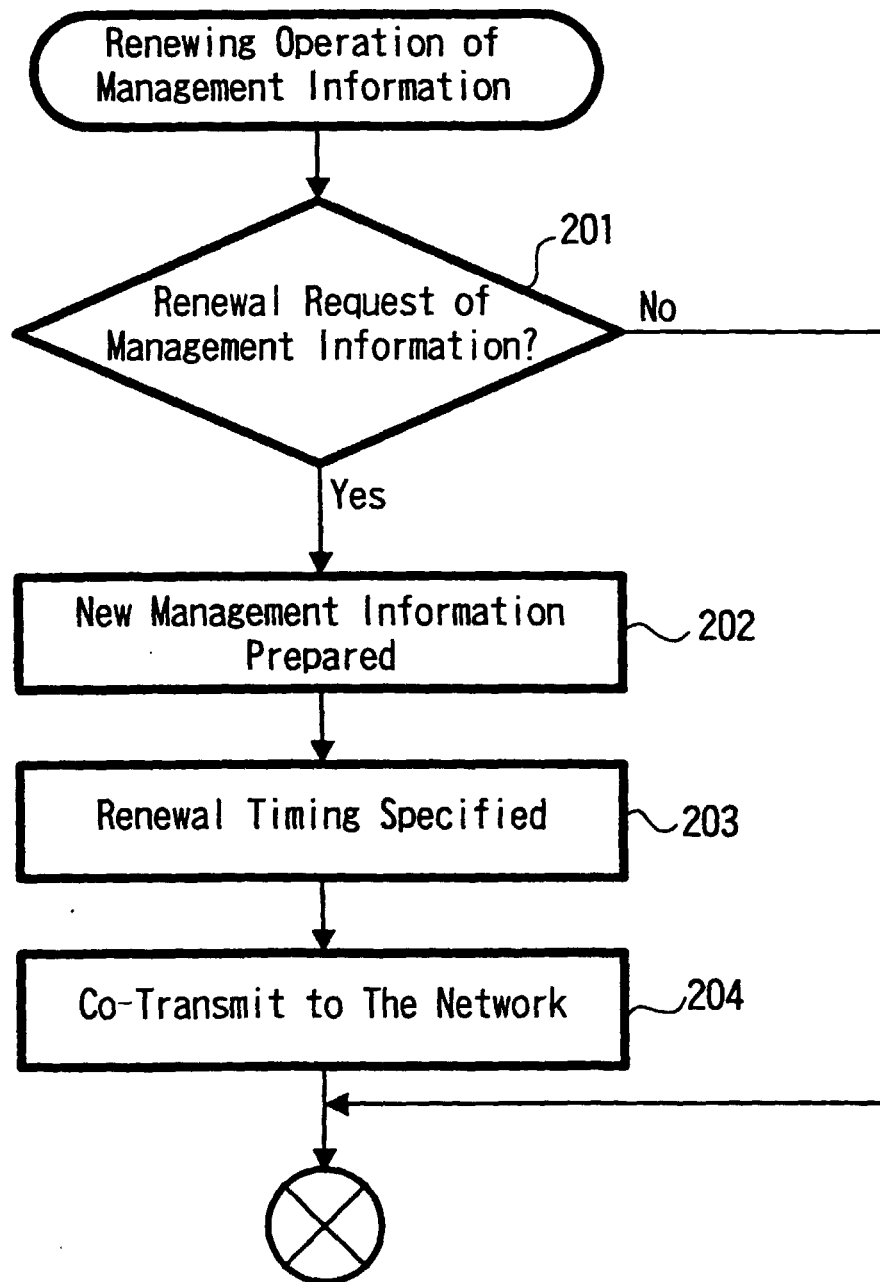 Renewing Operation of
Management Information
201
Renewal Request of
Management Information?
No
Yes
New Management Information
Prepared
202
Renewal Timing Specified
203
Co-Transmit to The Network
204